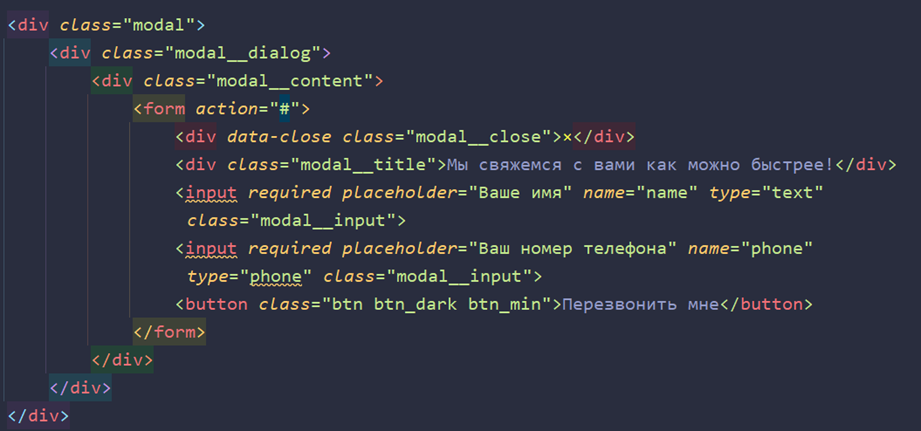 <div class="modal">
<div class="modal__dialog">
<div class="modal__content">
<form action="#">
<div data-close class="modal__close">×</div>
<div class="modal__title">Мы свяжемся с вами как можно быстрее!</div>
<input required placeholder="Ваше имя" name="name" type="text"
class="modal__input">
<input required placeholder="Ваш номер телефона" name="phone"
type="phone" class="modal__input">
<button class="btn btn_dark btn_min">Перезвонить мне</button>
</form>
</div>
</div>
</div>